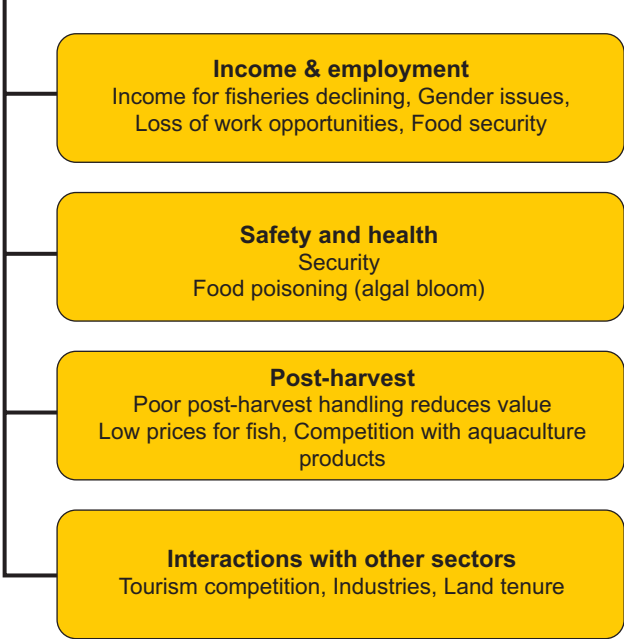 Income & employment
Income for fisheries declining, Gender issues,
Loss of work opportunities, Food security
Safety and health
Security
Food poisoning (algal bloom)
Post-harvest
Poor post-harvest handling reduces value
Low prices for fish, Competition with aquaculture
products
Interactions with other sectors
Tourism competition, Industries, Land tenure